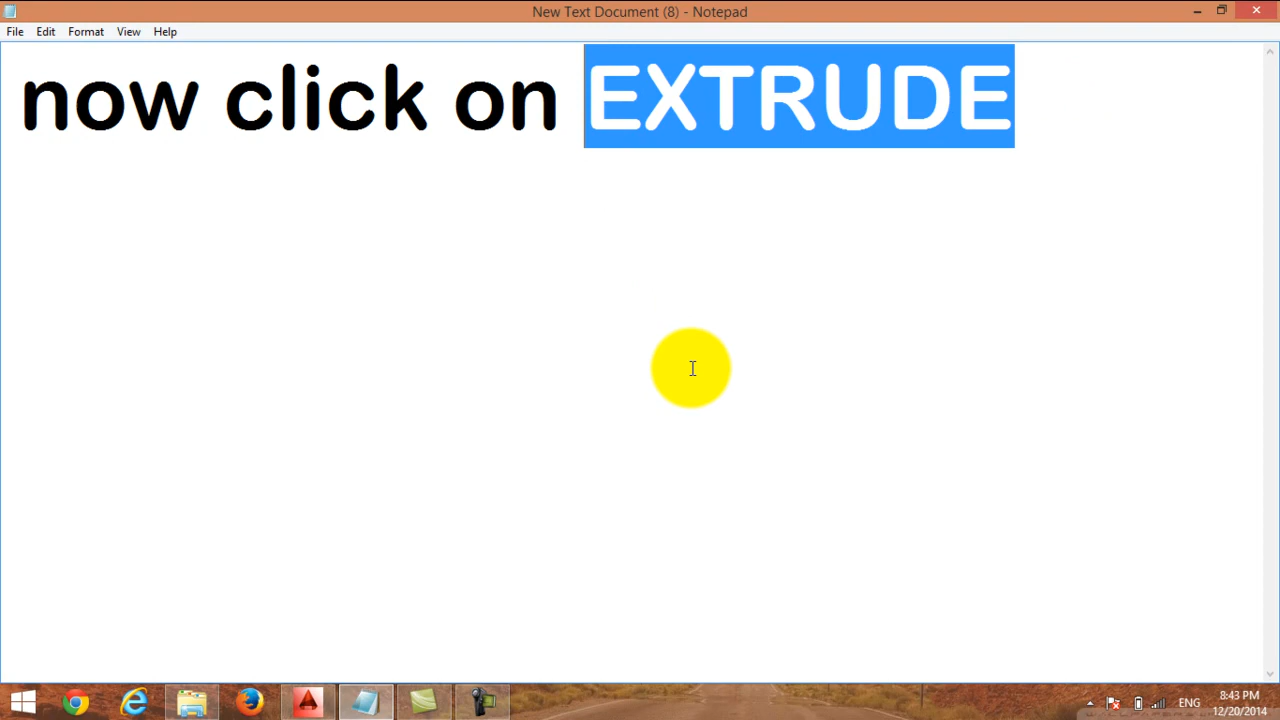 New Text Document (8) - Notepad
File Edit Format View Help
now click on EXTRUDE
ENG
8:43 PM
12/20/2014